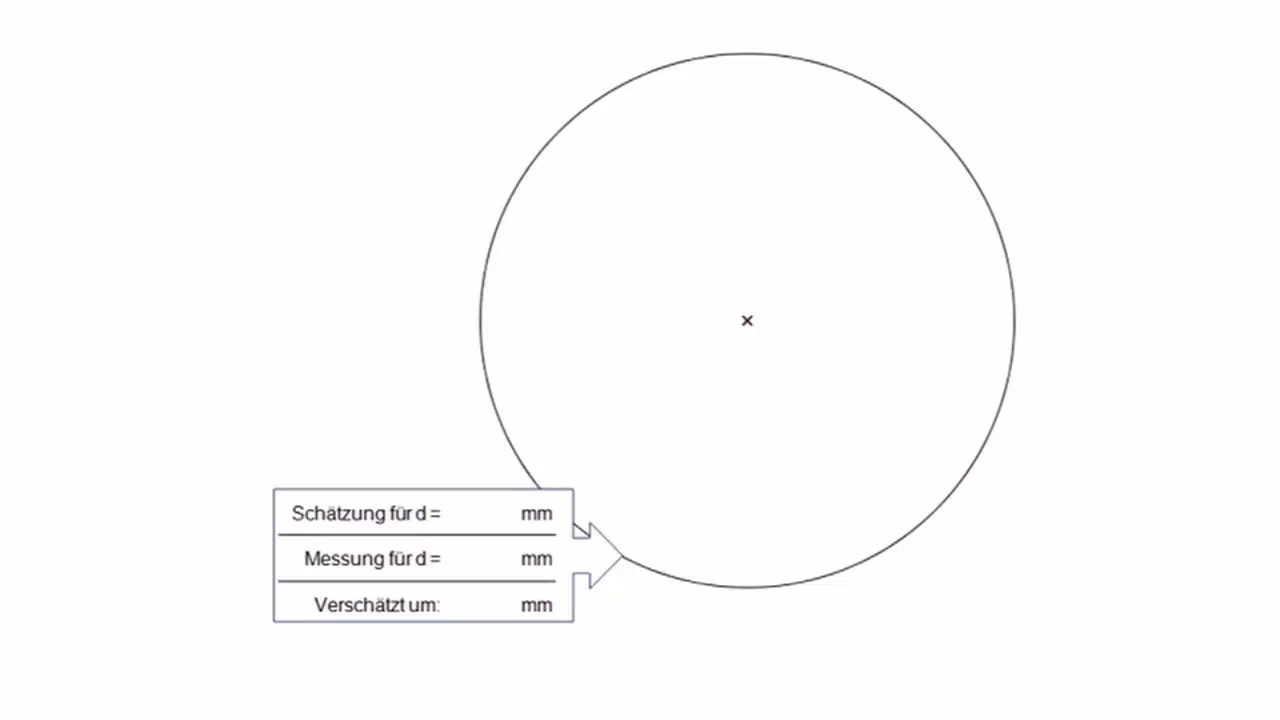 Schätzung für d = mm
Messung für d = mm
Verschätzt um: mm